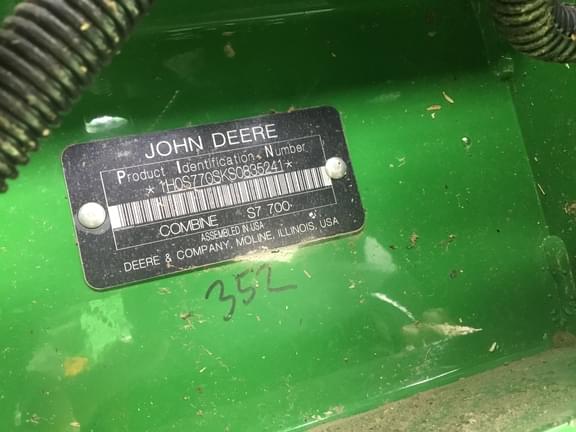 JOHN DEERE
Product Identification Number
*1H0S770SKS0835241*
COMBINE S7 700
ASSEMBLED IN USA
DEERE & COMPANY, MOLINE, ILLINOIS, USA
352